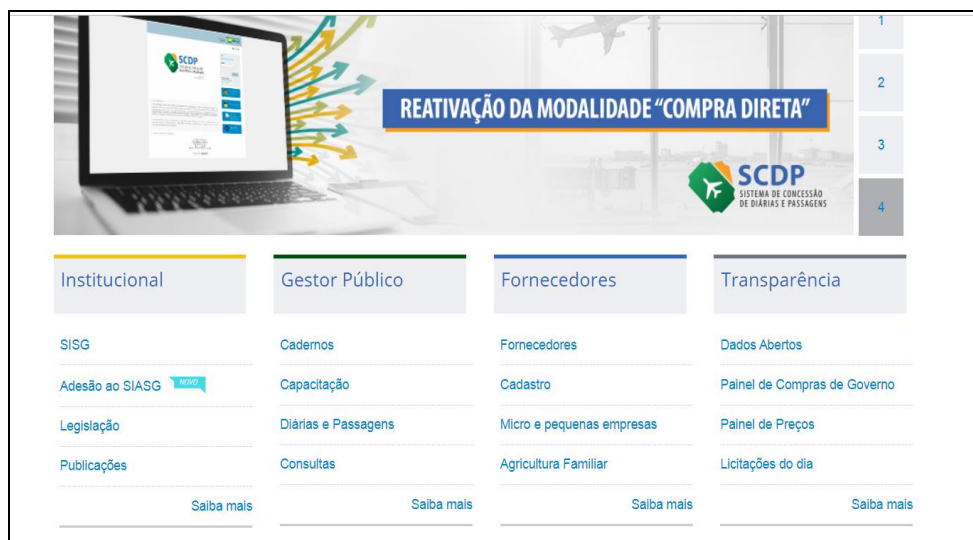 SCDP
REATIVAÇÃO DA MODALIDADE “COMPRA DIRETA”
SCDP
SISTEMA DE CONCESSÃO
DE DIÁRIAS E PASSAGENS
1
2
3
4
Institucional
SISG
Adesão ao SIASG NOVO
Legislação
Publicações
Saiba mais
Gestor Público
Cadernos
Capacitação
Diárias e Passagens
Consultas
Saiba mais
Fornecedores
Fornecedores
Cadastro
Micro e pequenas empresas
Agricultura Familiar
Saiba mais
Transparência
Dados Abertos
Painel de Compras de Governo
Painel de Preços
Licitações do dia
Saiba mais